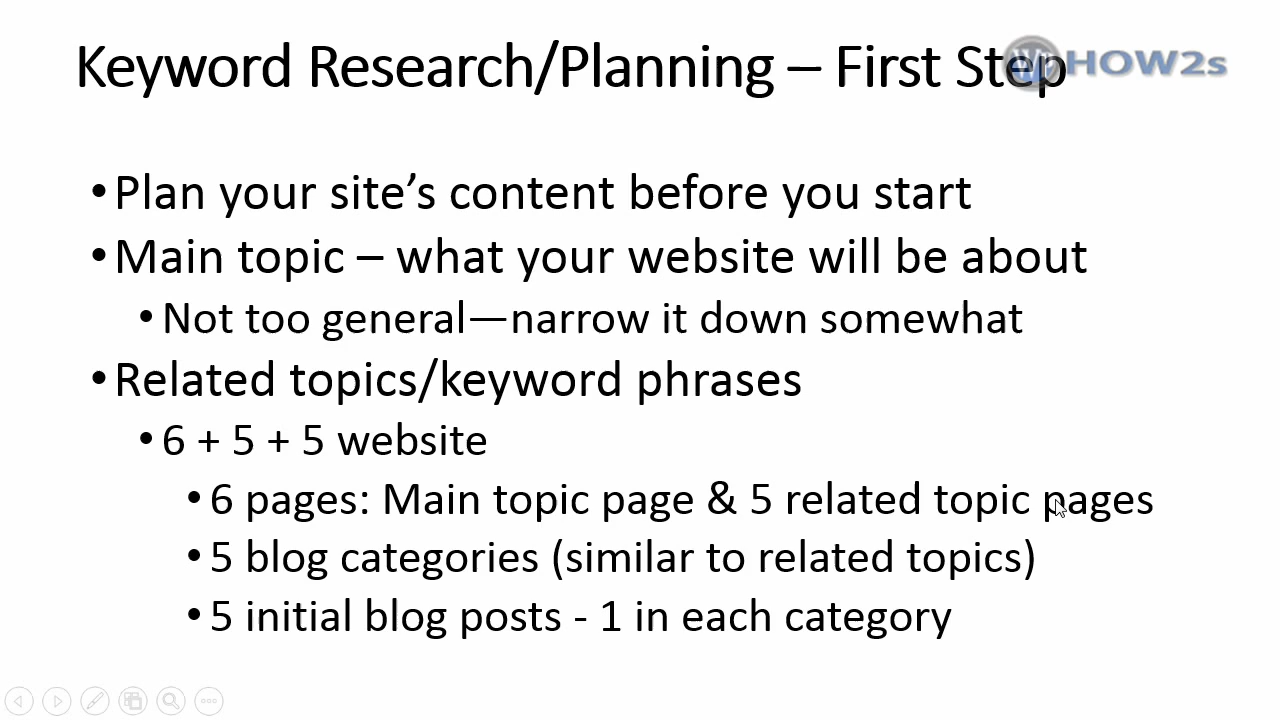 Keyword Research/Planning – First Step
Wp HOW2s
• Plan your site’s content before you start
• Main topic – what your website will be about
• Not too general—narrow it down somewhat
• Related topics/keyword phrases
• 6 + 5 + 5 website
• 6 pages: Main topic page & 5 related topic pages
• 5 blog categories (similar to related topics)
• 5 initial blog posts - 1 in each category